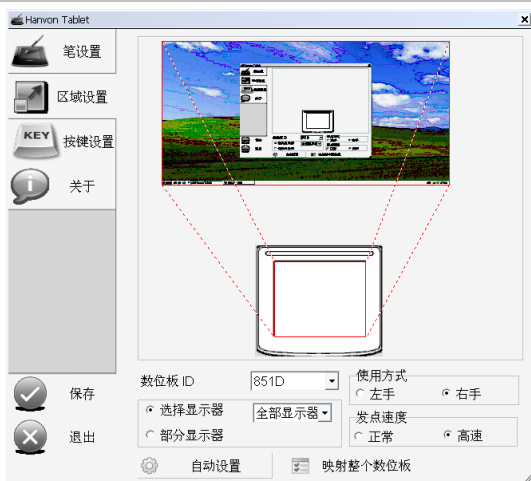 Hanvon Tablet
笔设置
区域设置
KEY 按键设置
关于
保存
退出
数位板 ID 851D
使用方式
左手 右手
选择显示器 全部显示器
部分显示器
发点速度
正常 高速
自动设置 映射整个数位板